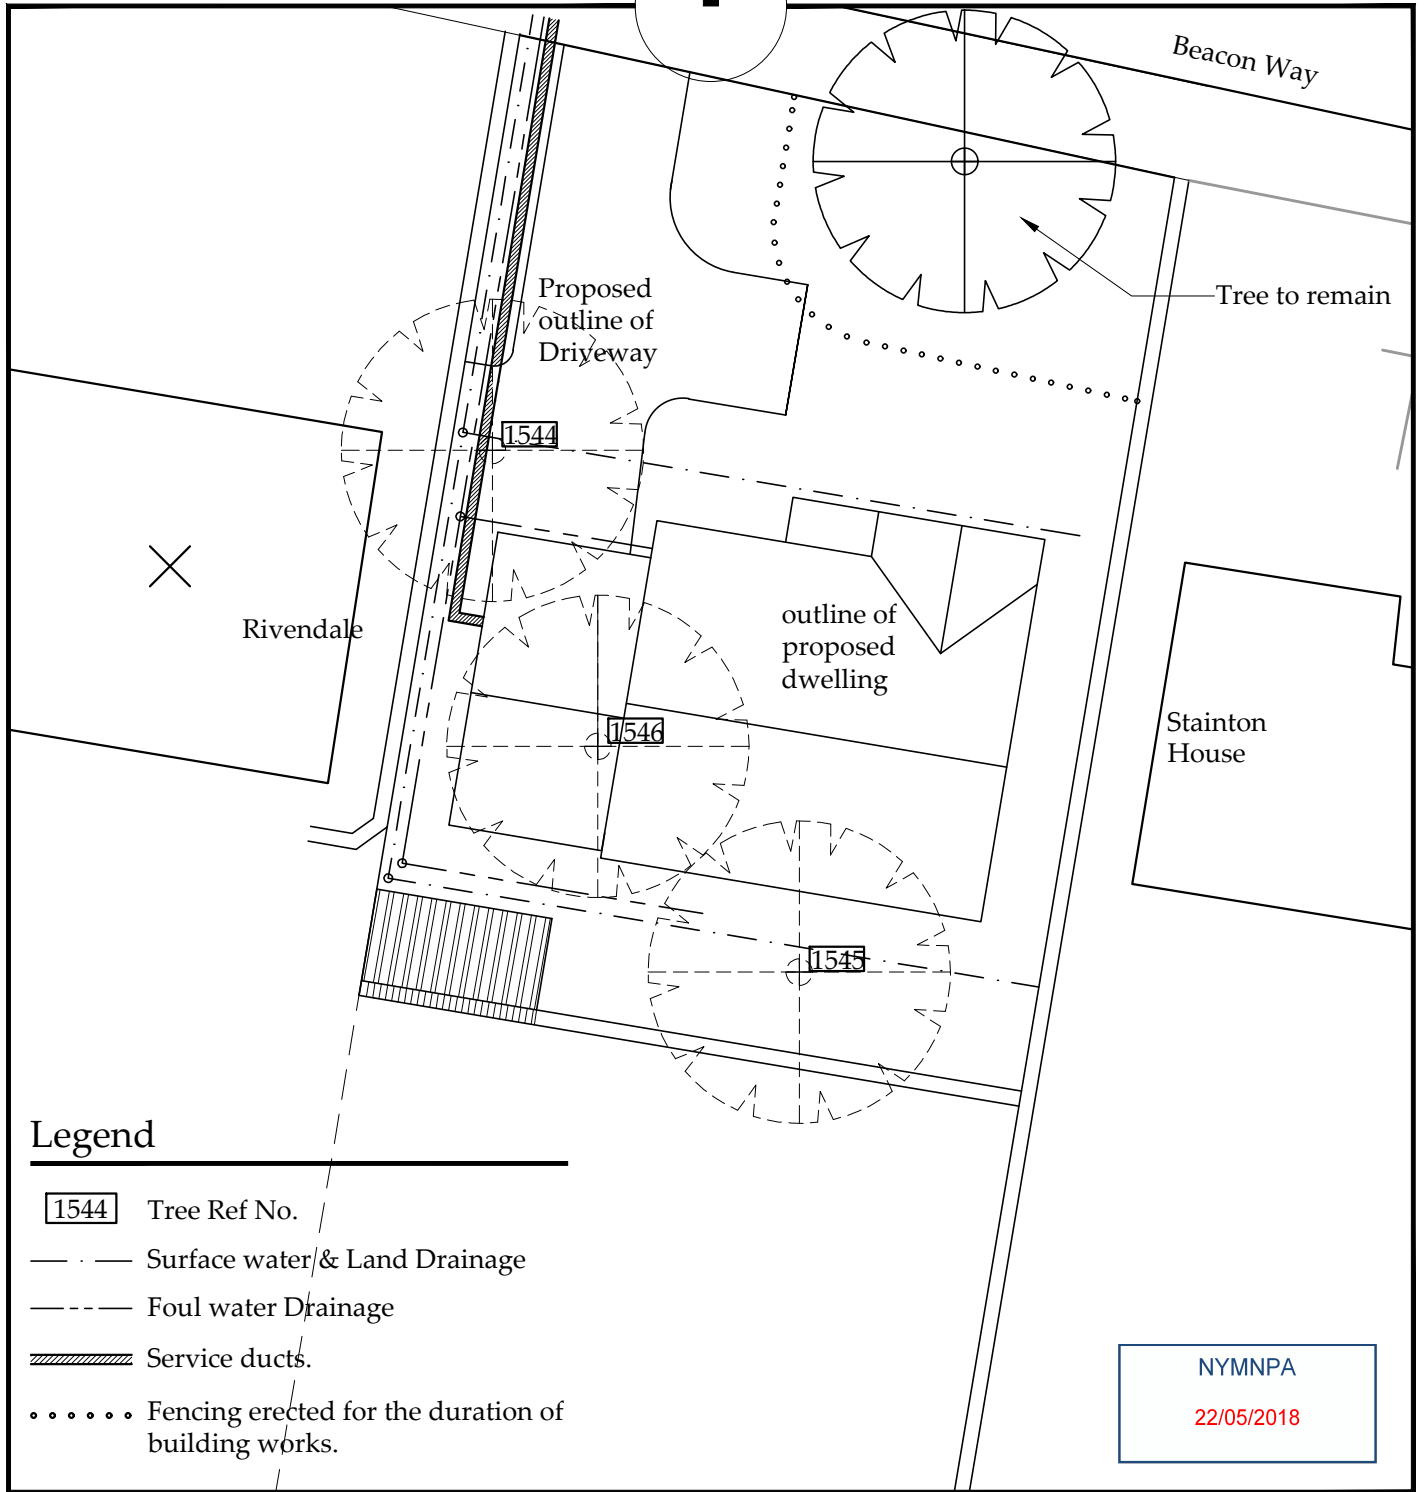 Beacon Way
Proposed
outline of
Driveway
Tree to remain
1544
Rivendale
outline of
proposed
dwelling
1546
Stainton
House
1545
Legend
1544 Tree Ref No.
Surface water & Land Drainage
Foul water Drainage
Service ducts.
Fencing erected for the duration of
building works.
NYMNPA
22/05/2018